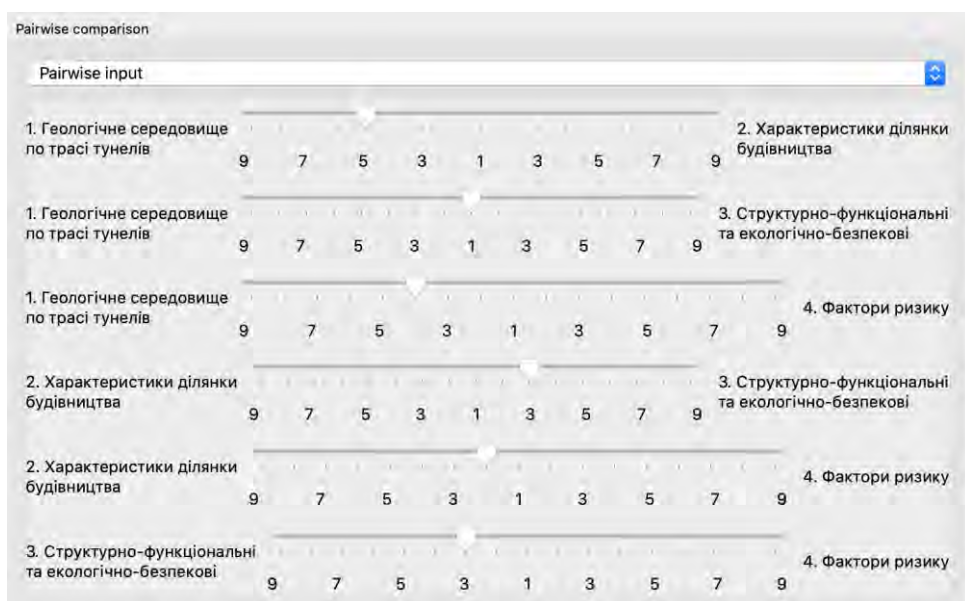 Pairwise comparison
Pairwise input
1. Геологічне середовище
по трасі тунелів
9 7 5 3 1 3 5 7 9
2. Характеристики ділянки
будівництва
1. Геологічне середовище
по трасі тунелів
9 7 5 3 1 3 5 7 9
3. Структурно-функціональні
та екологічно-безпекові
1. Геологічне середовище
по трасі тунелів
9 7 5 3 1 3 5 7 9
4. Фактори ризику
2. Характеристики ділянки
будівництва
9 7 5 3 1 3 5 7 9
3. Структурно-функціональні
та екологічно-безпекові
2. Характеристики ділянки
будівництва
9 7 5 3 1 3 5 7 9
4. Фактори ризику
3. Структурно-функціональні
та екологічно-безпекові
9 7 5 3 1 3 5 7 9
4. Фактори ризику